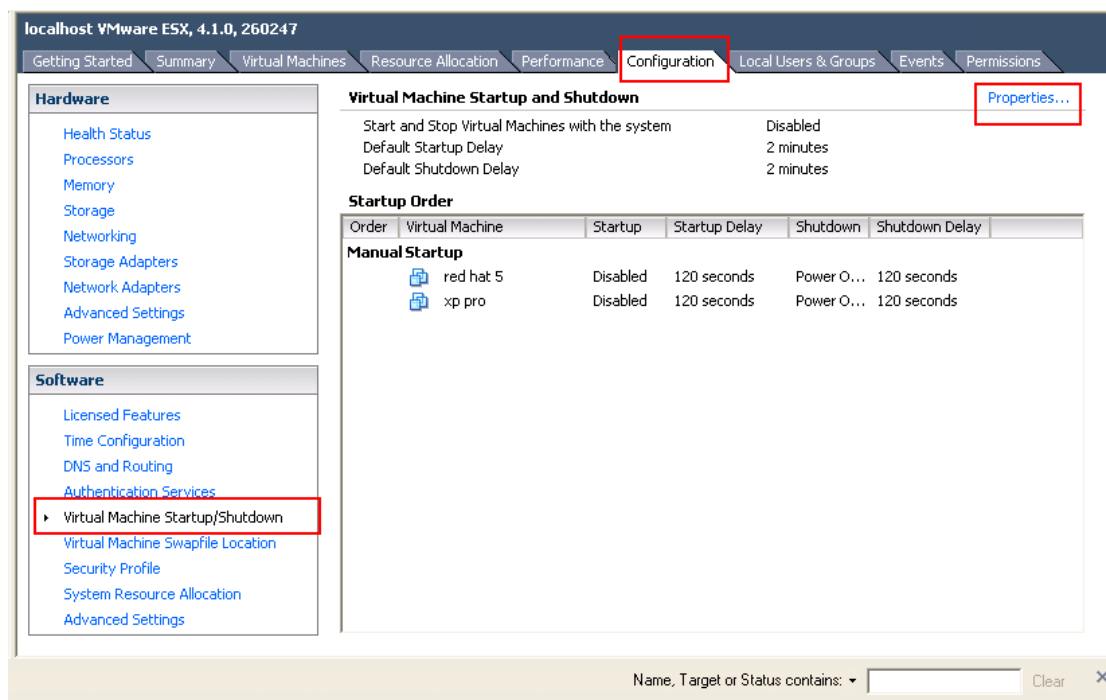 localhost VMware ESX, 4.1.0, 260247
Getting Started Summary Virtual Machines Resource Allocation Performance Configuration Local Users & Groups Events Permissions
Hardware
Health Status
Processors
Memory
Storage
Networking
Storage Adapters
Network Adapters
Advanced Settings
Power Management
Software
Licensed Features
Time Configuration
DNS and Routing
Authentication Services
Virtual Machine Startup/Shutdown
Virtual Machine Swapfile Location
Security Profile
System Resource Allocation
Advanced Settings
Virtual Machine Startup and Shutdown Properties...
Start and Stop Virtual Machines with the system Disabled
Default Startup Delay 2 minutes
Default Shutdown Delay 2 minutes
Startup Order
Order Virtual Machine Startup Startup Delay Shutdown Shutdown Delay
Manual Startup
red hat 5 Disabled 120 seconds Power O... 120 seconds
xp pro Disabled 120 seconds Power O... 120 seconds
Name, Target or Status contains: Clear